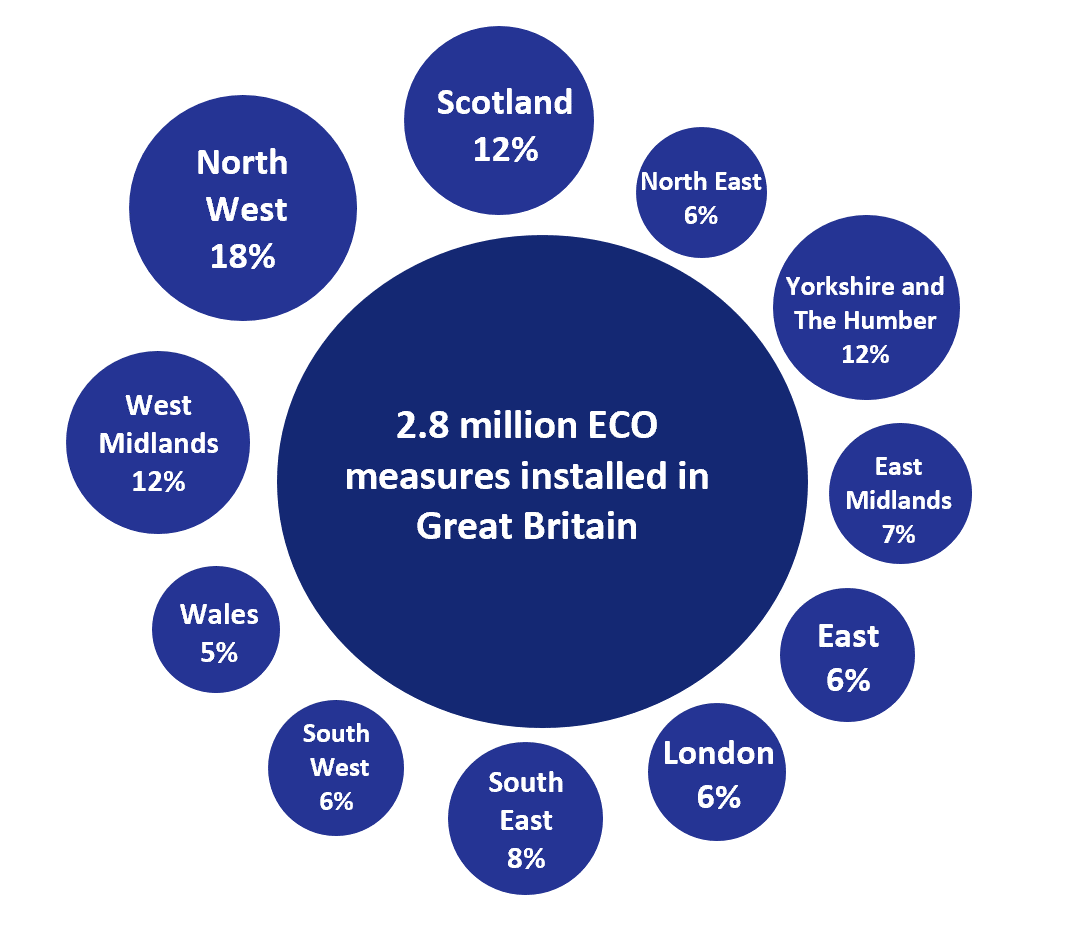 Scotland
12%
North
West
18%
North East
6%
Yorkshire and
The Humber
12%
West
Midlands
12%
2.8 million ECO
measures installed in
Great Britain
East
Midlands
7%
Wales
5%
East
6%
South
West
6%
South
East
8%
London
6%